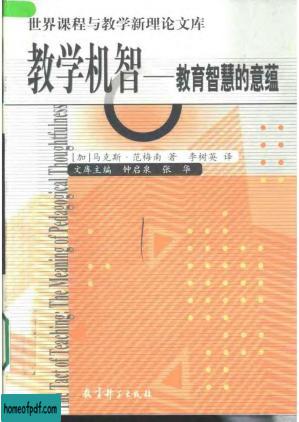 世界课程与教学新理论文库
教学机智——教育智慧的意蕴
[加]马克斯·范梅南 著 李树英 译
文库主编 钟启泉 张华
The Tact of Teaching: The Meaning of Pedagogical Thoughtfulness
教育科学出版社
homeofpdf.com
homeofpdf.com